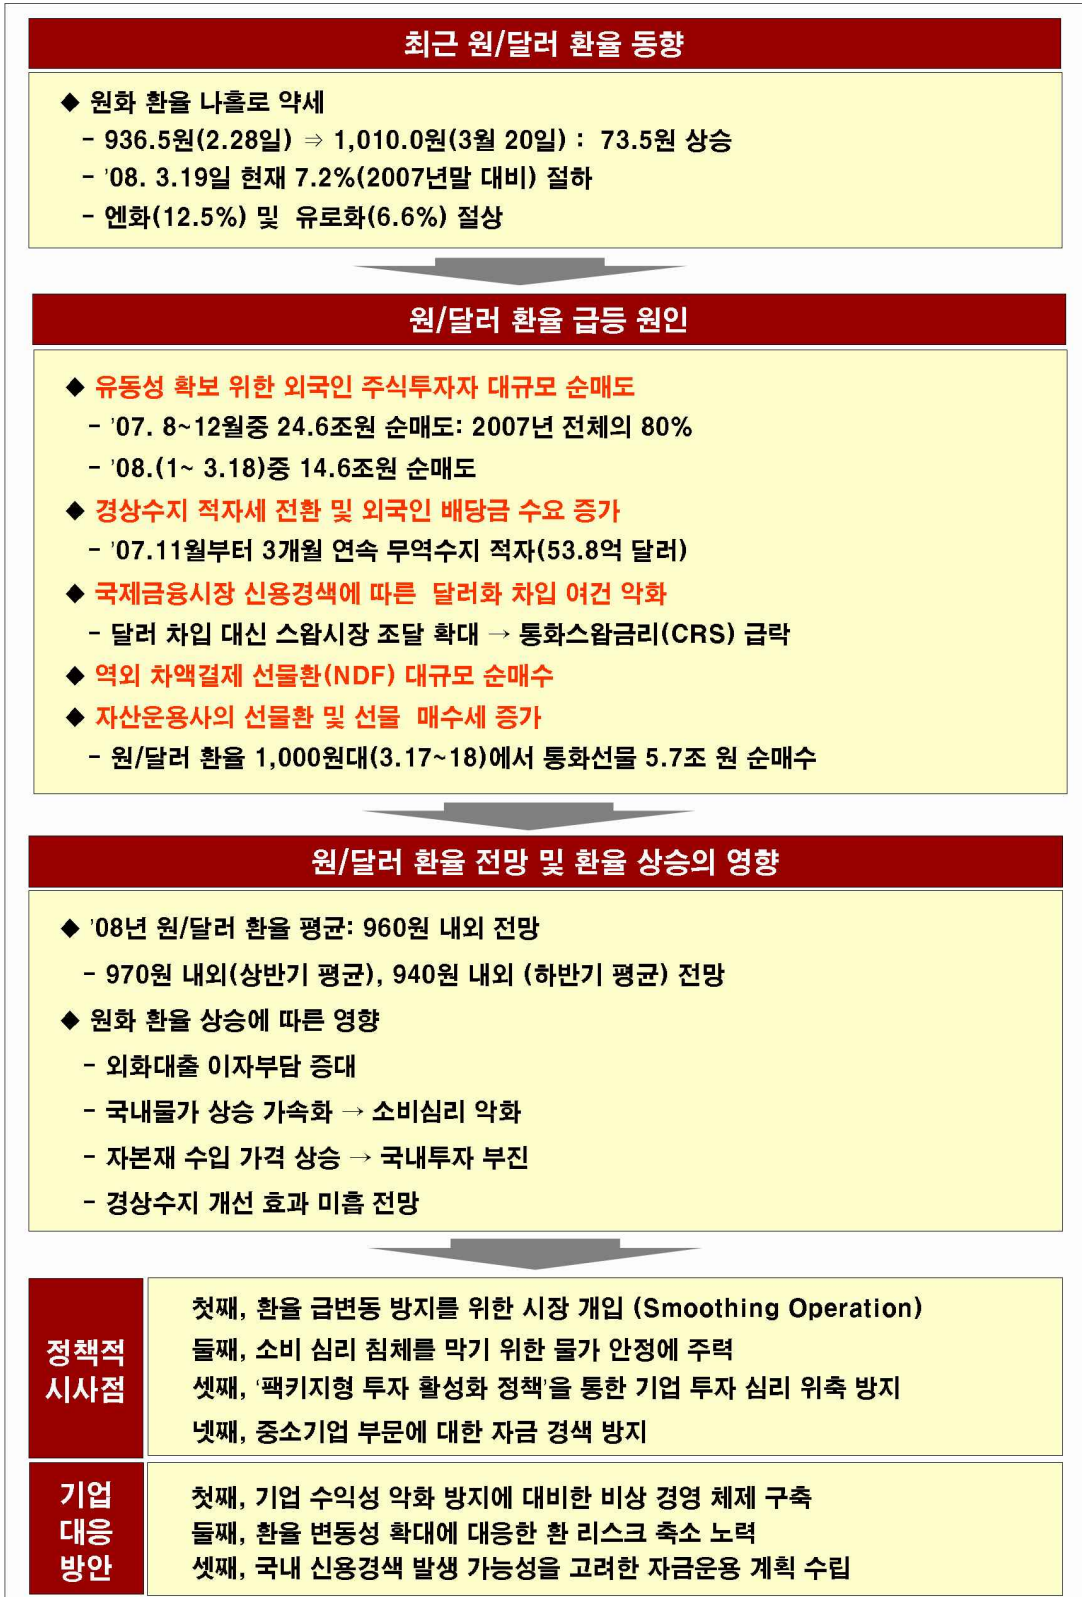 최근 원/달러 환율 동향
◆ 원화 환율 나홀로 약세
- 936.5원(2.28일) ⇒ 1,010.0원(3월 20일) : 73.5원 상승
- '08. 3.19일 현재 7.2%(2007년말 대비) 절하
- 엔화(12.5%) 및 유로화(6.6%) 절상
원/달러 환율 급등 원인
◆ 유동성 확보 위한 외국인 주식투자자 대규모 순매도
- '07. 8~12월중 24.6조원 순매도: 2007년 전체의 80%
- '08.(1~ 3.18)중 14.6조원 순매도
◆ 경상수지 적자세 전환 및 외국인 배당금 수요 증가
- '07.11월부터 3개월 연속 무역수지 적자(53.8억 달러)
◆ 국제금융시장 신용경색에 따른 달러화 차입 여건 악화
- 달러 차입 대신 스왑시장 조달 확대 → 통화스왑금리(CRS) 급락
◆ 역외 차액결제 선물환(NDF) 대규모 순매수
◆ 자산운용사의 선물환 및 선물 매수세 증가
- 원/달러 환율 1,000원대(3.17~18)에서 통화선물 5.7조 원 순매수
원/달러 환율 전망 및 환율 상승의 영향
◆ '08년 원/달러 환율 평균: 960원 내외 전망
- 970원 내외(상반기 평균), 940원 내외 (하반기 평균) 전망
◆ 원화 환율 상승에 따른 영향
- 외화대출 이자부담 증대
- 국내물가 상승 가속화 → 소비심리 악화
- 자본재 수입 가격 상승 → 국내투자 부진
- 경상수지 개선 효과 미흡 전망
정책적
시사점
첫째, 환율 급변동 방지를 위한 시장 개입 (Smoothing Operation)
둘째, 소비 심리 침체를 막기 위한 물가 안정에 주력
셋째, '팩키지형 투자 활성화 정책'을 통한 기업 투자 심리 위축 방지
넷째, 중소기업 부문에 대한 자금 경색 방지
기업
대응
방안
첫째, 기업 수익성 악화 방지에 대비한 비상 경영 체제 구축
둘째, 환율 변동성 확대에 대응한 환 리스크 축소 노력
셋째, 국내 신용경색 발생 가능성을 고려한 자금운용 계획 수립